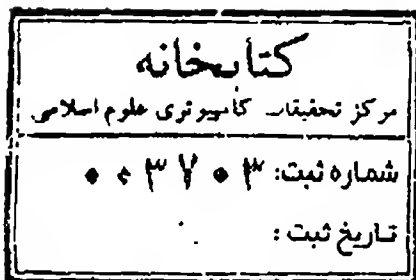 کتابخانه
مرکز تحقیقات کامپیوتری علوم اسلامی
شماره ثبت: ۰۰۳۷۰۳
تاریخ ثبت :